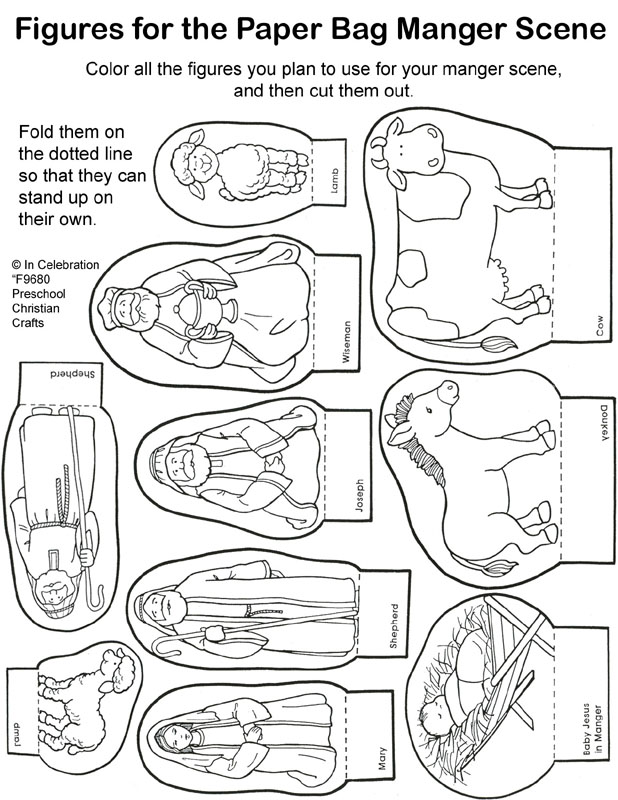 Figures for the Paper Bag Manger Scene
Color all the figures you plan to use for your manger scene,
and then cut them out.
Fold them on
the dotted line
so that they can
stand up on
their own.
© In Celebration
"F9680
Preschool
Christian
Crafts
Lamb
Cow
Wiseman
Shepherd
Joseph
Donkey
Shepherd
Lamb
Mary
Baby Jesus
in Manger